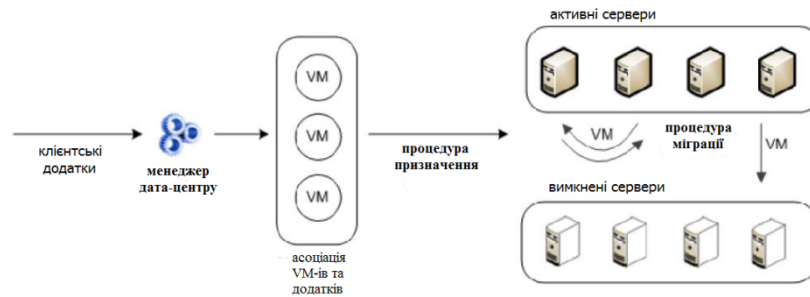 клієнтські
додатки
менеджер
дата-центру
VM
VM
VM
асоціація
VM-ів та
додатків
процедура
призначення
активні сервери
VM
процедура
міграції
VM
вимкнені сервери